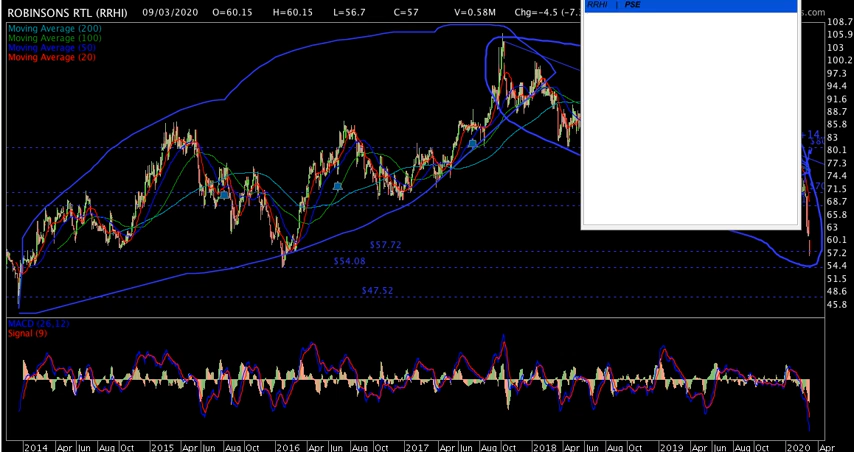 ROBINSONS RTL (RRHI) 09/03/2020 O=60.15 H=60.15 L=56.7 C=57 V=0.58M Chg=-4.5 (-7.
RRHI | PSE
s.com
Moving Average (200)
Moving Average (100)
Moving Average (50)
Moving Average (20)
108.7
105.9
103
100.2
97.3
94.4
91.6
88.7
85.8
83
80.1
77.3
74.4
71.5
68.7
65.8
63
60.1
57.2
54.4
51.5
48.6
45.8
+14.
$57.72
$54.08
$47.52
MACD (26,12)
Signal (9)
2014 Apr Jun Aug Oct 2015 Apr Jun Aug Oct 2016 Apr Jun Aug Oct 2017 Apr Jun Aug Oct 2018 Apr Jun Aug Oct 2019 Apr Jun Aug Oct 2020 Apr